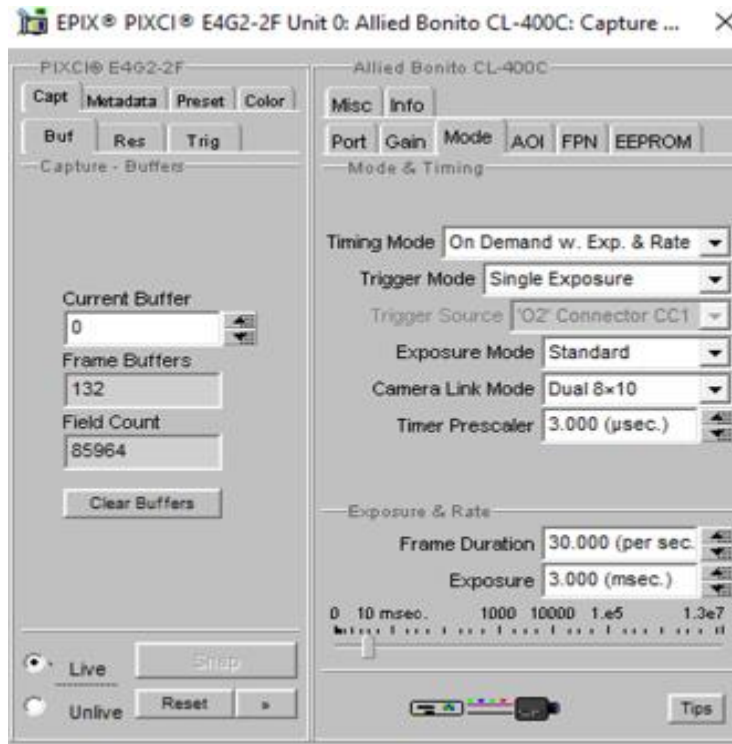 EPIX® PIXCI® E4G2-2F Unit 0: Allied Bonito CL-400C: Capture ...
PIXCI® E4G2-2F
Capt Metadata Preset Color
Buf Res Trig
Capture - Buffers
Current Buffer
0
Frame Buffers
132
Field Count
85964
Clear Buffers
Live Snap
Unlive Reset »
Allied Bonito CL-400C
Misc Info
Port Gain Mode AOI FPN EEPROM
Mode & Timing
Timing Mode On Demand w. Exp. & Rate
Trigger Mode Single Exposure
Trigger Source 'O2' Connector CC1
Exposure Mode Standard
Camera Link Mode Dual 8×10
Timer Prescaler 3.000 (µsec.)
Exposure & Rate
Frame Duration 30.000 (per sec.
Exposure 3.000 (msec.)
0 10 msec. 1000 10000 1.e5 1.3e7
Tips